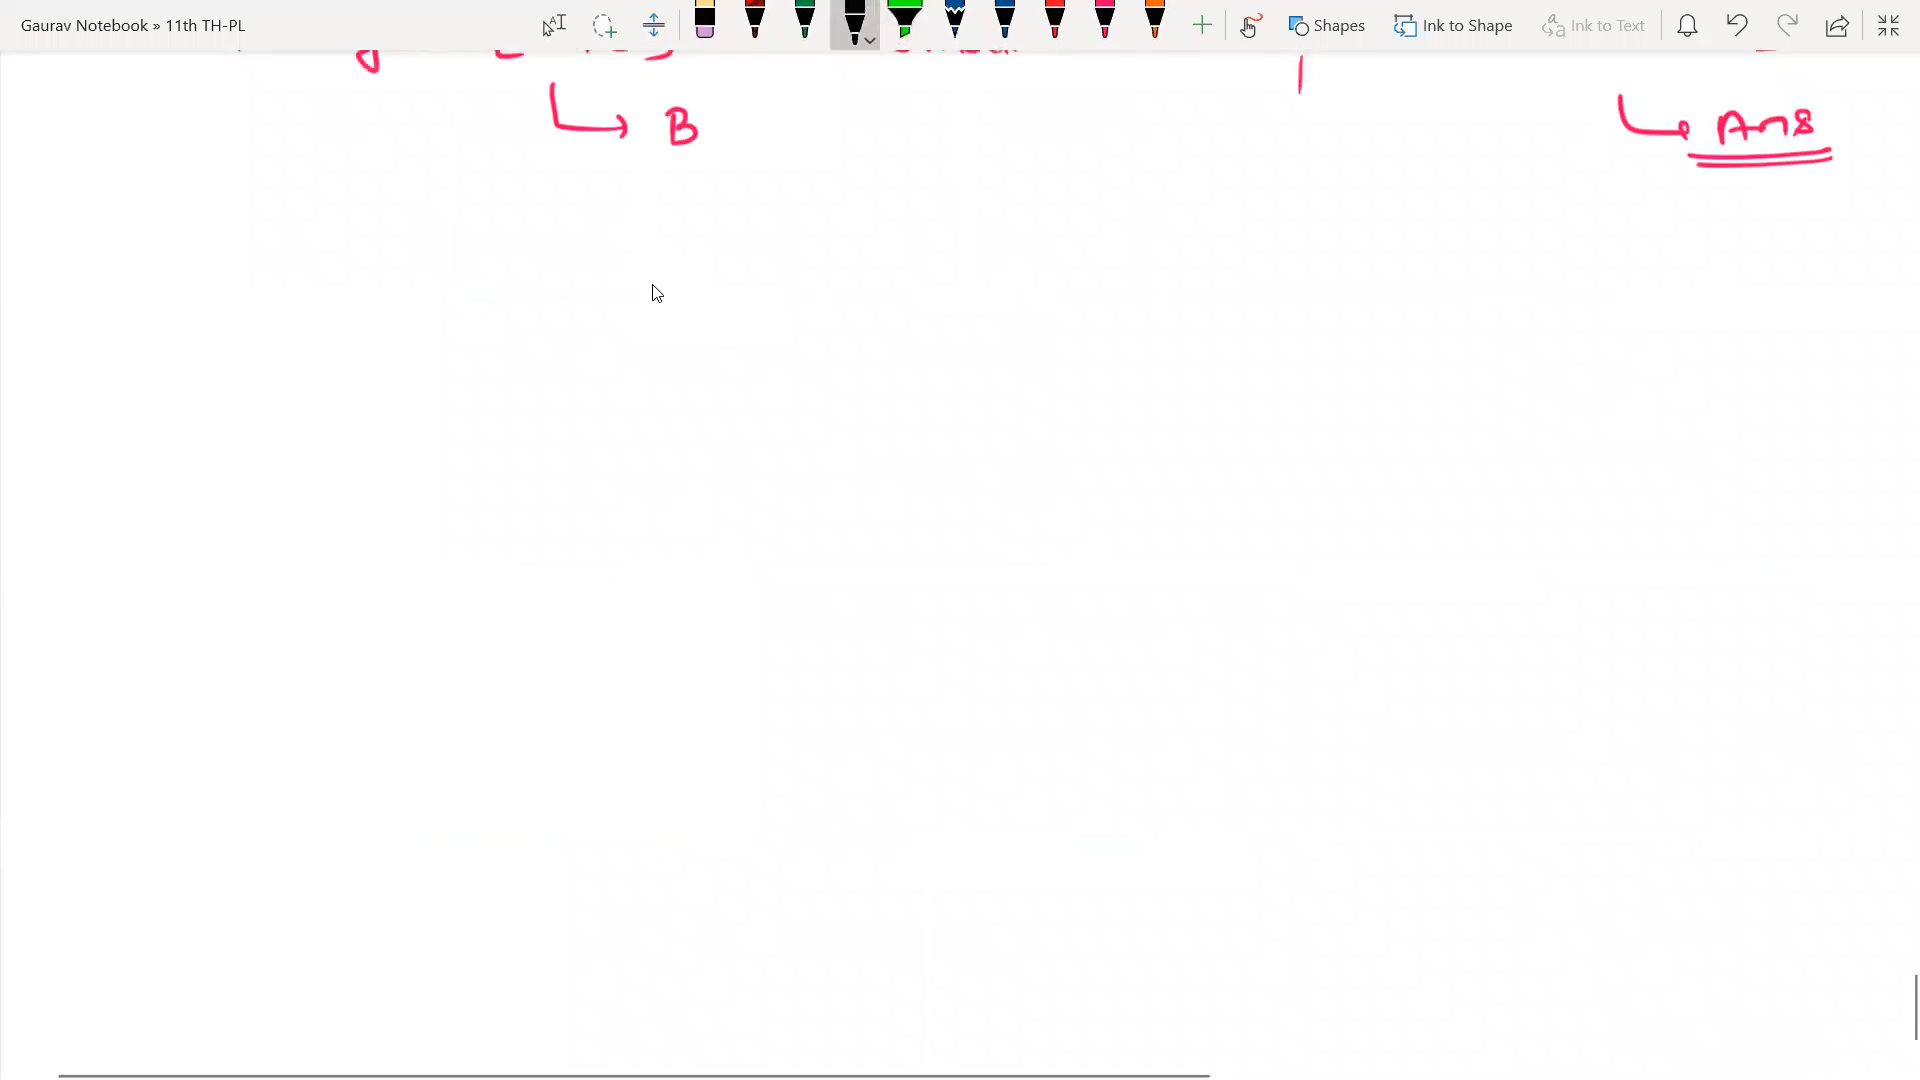 Gaurav Notebook » 11th TH-PL
Shapes
Ink to Shape
Ink to Text
B
Ans